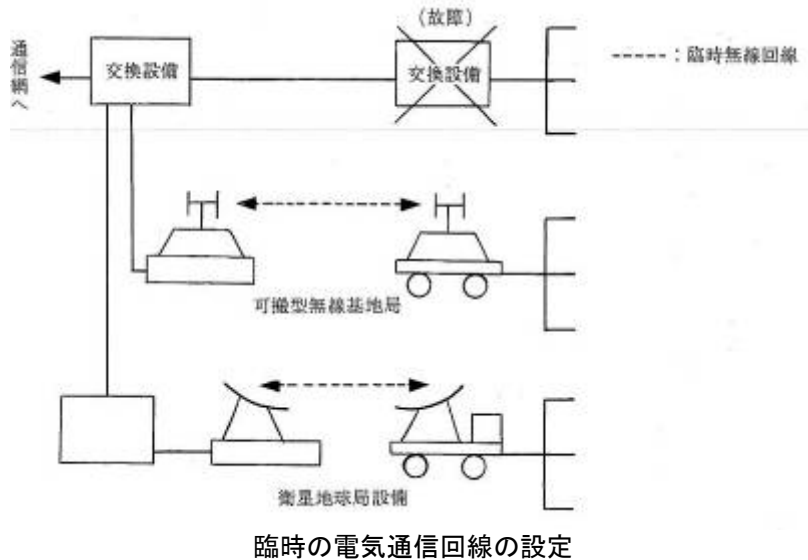 (故障)
通信網へ
交換設備
交換設備
-----：臨時無線回線
可搬型無線基地局
衛星地球局設備
臨時の電気通信回線の設定